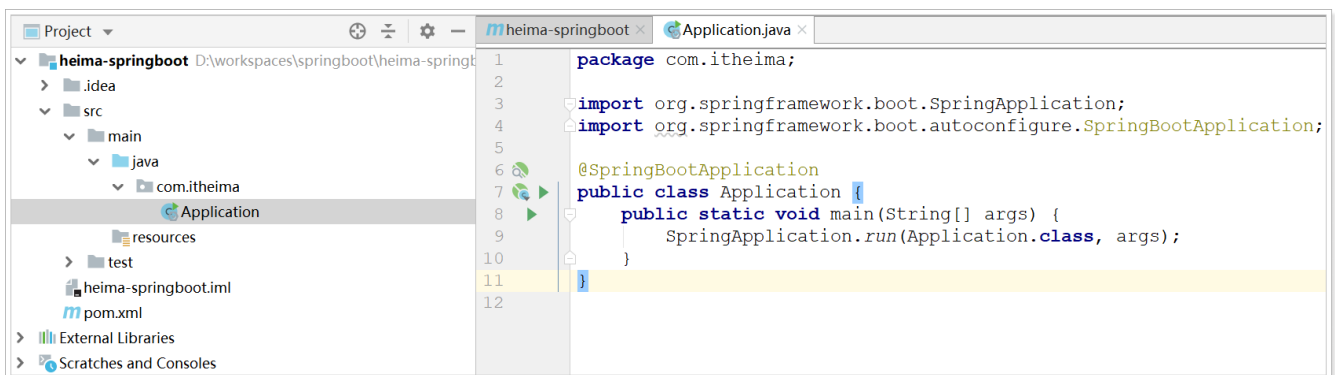 Project
heima-springboot D:\workspaces\springboot\heima-springb
.idea
src
main
java
com.itheima
Application
resources
test
heima-springboot.iml
pom.xml
External Libraries
Scratches and Consoles
heima-springboot
Application.java
1 package com.itheima;
2
3 import org.springframework.boot.SpringApplication;
4 import org.springframework.boot.autoconfigure.SpringBootApplication;
5
6 @SpringBootApplication
7 public class Application {
8 public static void main(String[] args) {
9 SpringApplication.run(Application.class, args);
10 }
11 }
12